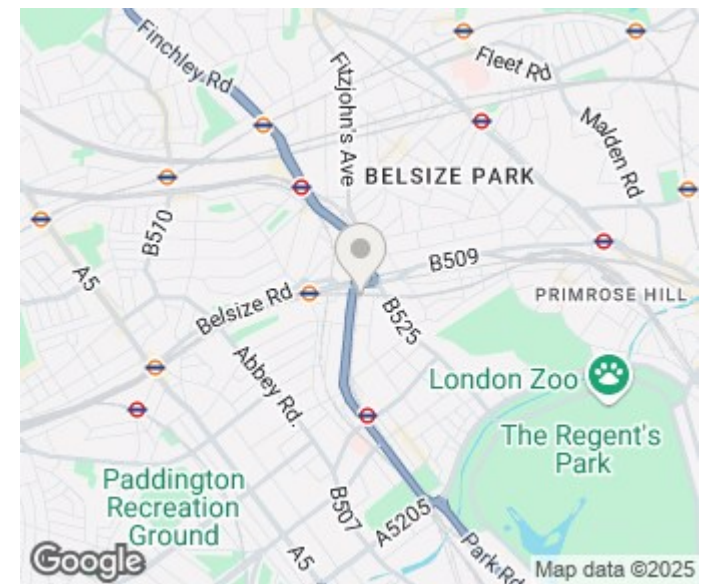 Finchley Rd
Fitzjohn's Ave
Fleet Rd
Malden Rd
BELSIZE PARK
B510
B509
A5
Belsize Rd
B525
PRIMROSE HILL
Abbey Rd.
London Zoo
The Regent's
Park
Paddington
Recreation
Ground
B507
A5205
A5
Park Rd
Google
Map data ©2025